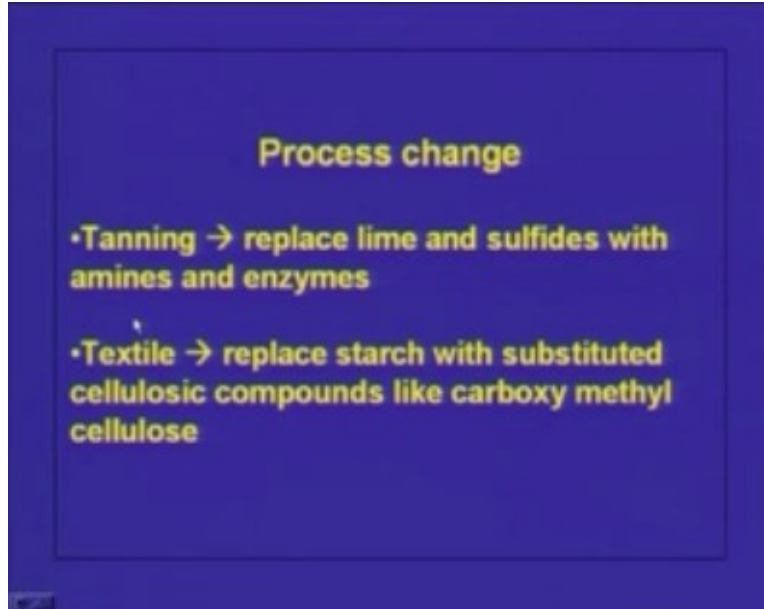 Process change
•Tanning → replace lime and sulfides with
amines and enzymes
•Textile → replace starch with substituted
cellulosic compounds like carboxy methyl
cellulose